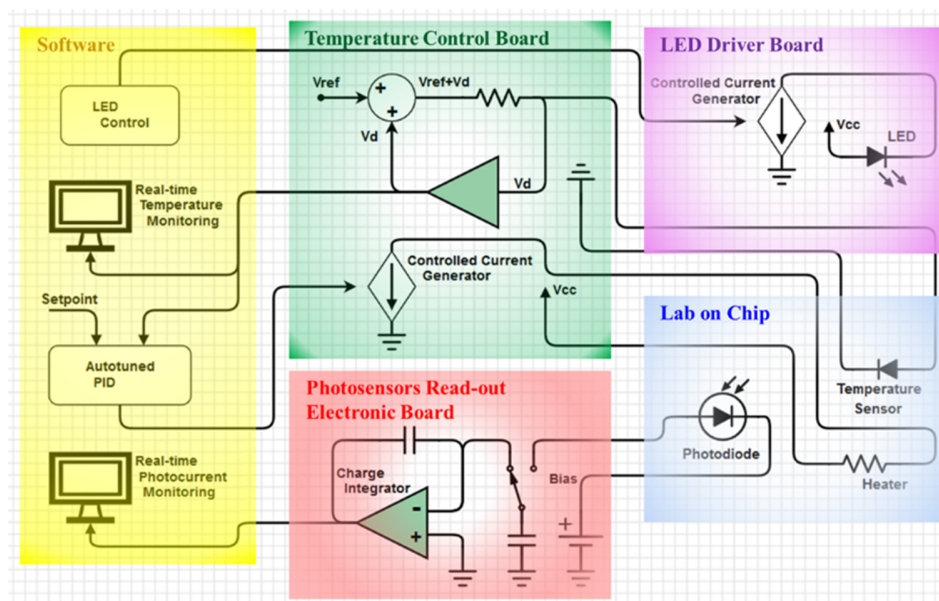 Software
LED
Control
Real-time
Temperature
Monitoring
Setpoint
Autotuned
PID
Real-time
Photocurrent
Monitoring
Temperature Control Board
Vref
+
+
Vref+Vd
Vd
Vd
Controlled Current
Generator
Vcc
Photosensors Read-out
Electronic Board
Charge
Integrator
-
+
Bias
+
LED Driver Board
Controlled Current
Generator
Vcc
LED
Lab on Chip
Temperature
Sensor
Photodiode
Heater